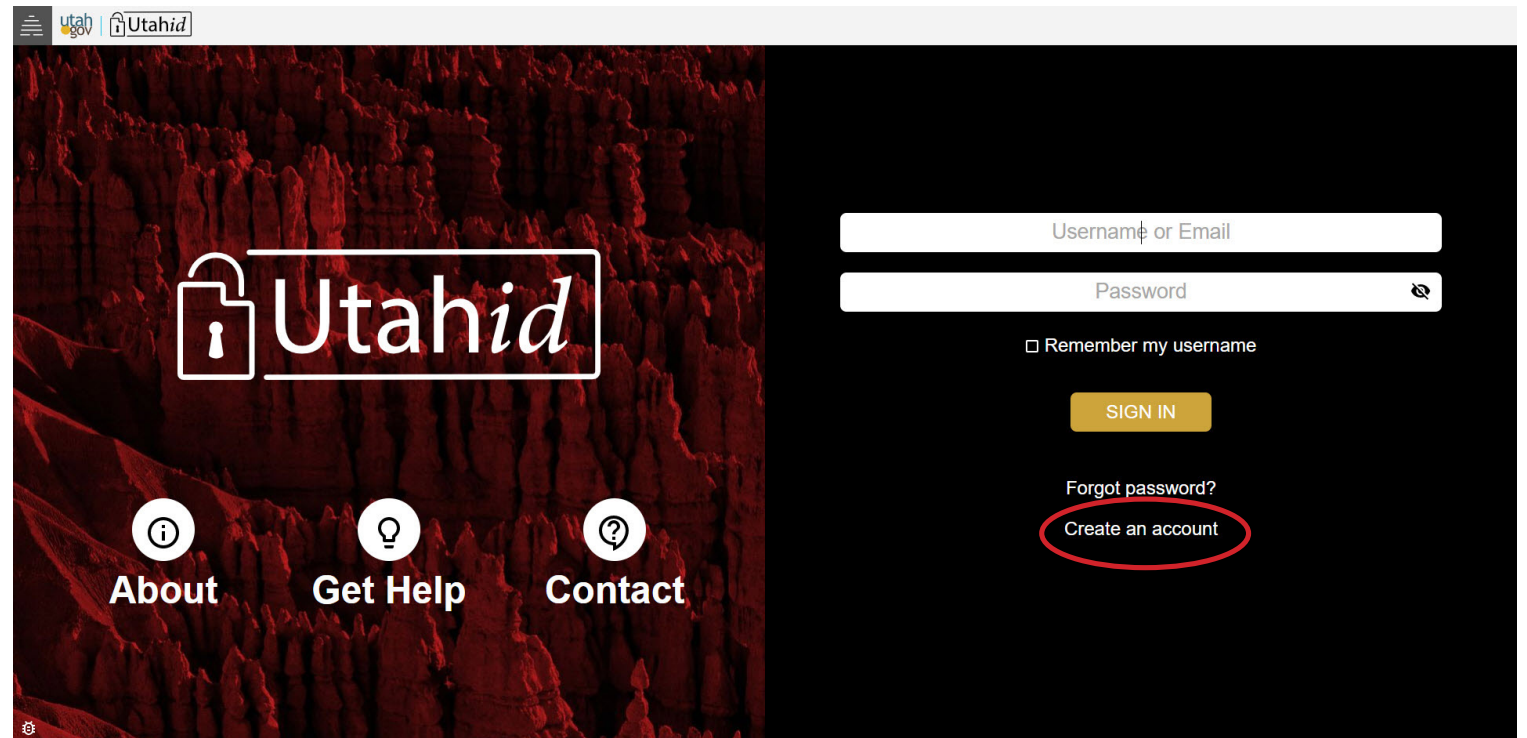 utah
gov
Utahid
Utahid
About
Get Help
Contact
Username or Email
Password
Remember my username
SIGN IN
Forgot password?
Create an account